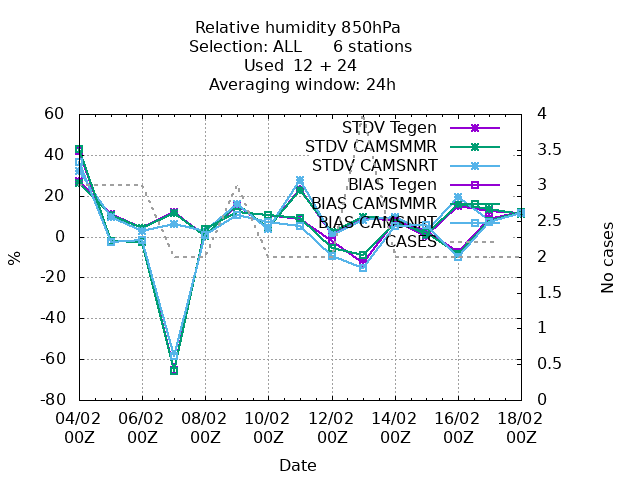 Relative humidity 850hPa
Selection: ALL 6 stations
Used 12 + 24
Averaging window: 24h
STDV Tegen
STDV CAMSMMR
STDV CAMSNRT
BIAS Tegen
BIAS CAMSMMR
BIAS CAMSNRT
CASES
%
60
40
20
0
-20
-40
-60
-80
No cases
4
3.5
3
2.5
2
1.5
1
0.5
0
04/02 06/02 08/02 10/02 12/02 14/02 16/02 18/02
00Z 00Z 00Z 00Z 00Z 00Z 00Z 00Z
Date